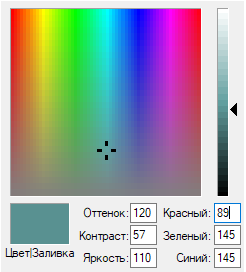 Оттенок: 120 Красный: 89
Контраст: 57 Зеленый: 145
Яркость: 110 Синий: 145
Цвет|Заливка